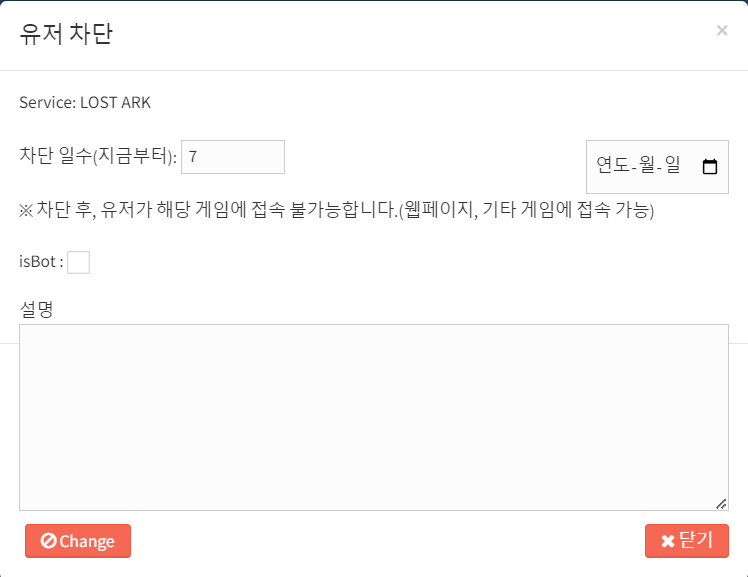 유저 차단
×
Service: LOST ARK
차단 일수(지금부터): 7 연도-월-일
※ 차단 후, 유저가 해당 게임에 접속 불가능합니다.(웹페이지, 기타 게임에 접속 가능)
isBot :
설명
Change 닫기